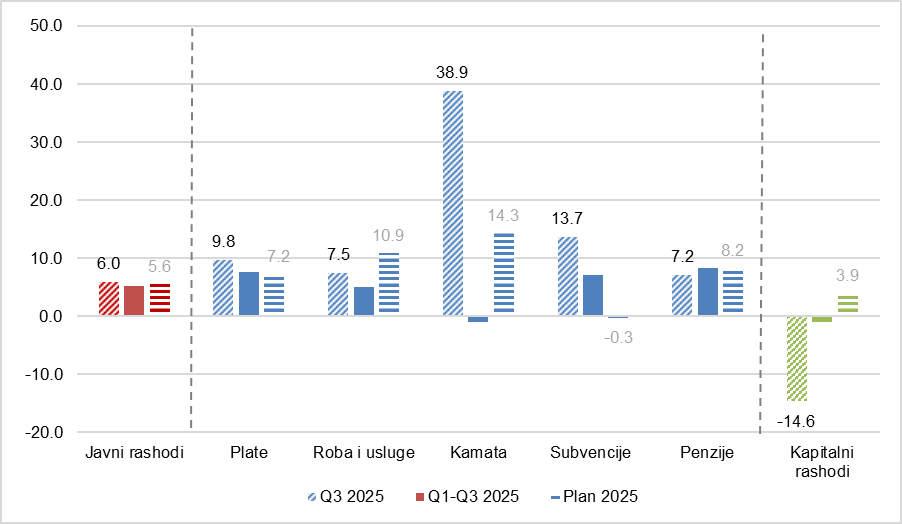 50.0
40.0
30.0
20.0
10.0
0.0
-10.0
-20.0
6.0
5.6
9.8
7.2
7.5
10.9
38.9
14.3
13.7
-0.3
7.2
8.2
-14.6
3.9
Javni rashodi
Plate
Roba i usluge
Kamata
Subvencije
Penzije
Kapitalni
rashodi
Q3 2025
Q1-Q3 2025
Plan 2025